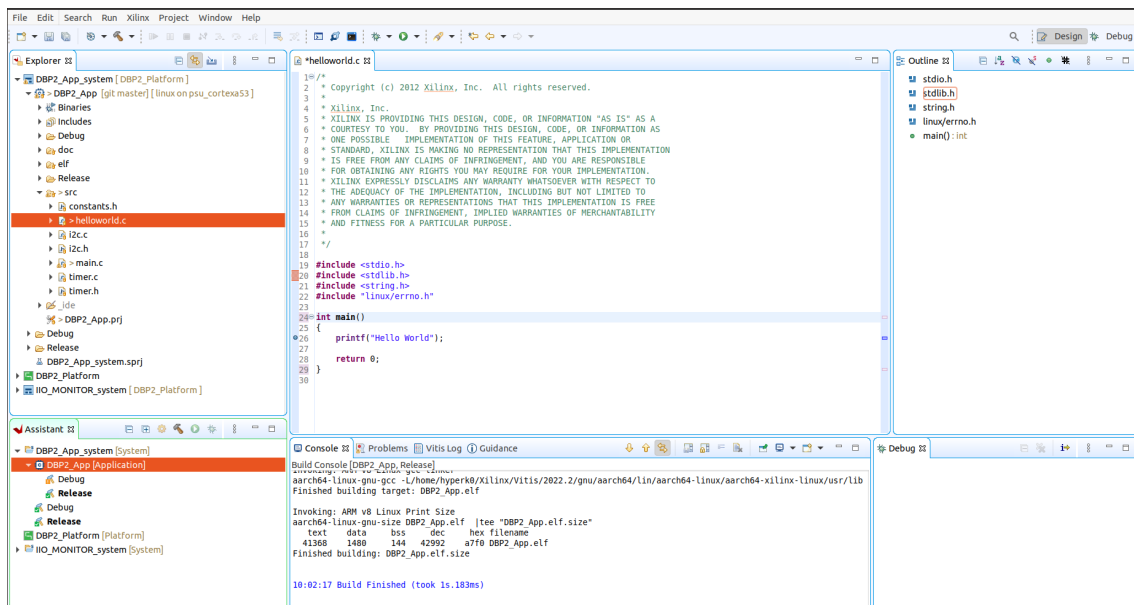 File Edit Search Run Xilinx Project Window Help
Design Debug
Explorer
DBP2_App_system [ DBP2_Platform ]
> DBP2_App [git master] [ linux on psu_cortexa53 ]
Binaries
Includes
Debug
doc
elf
Release
> src
constants.h
> helloworld.c
i2c.c
i2c.h
> main.c
timer.c
timer.h
_ide
> DBP2_App.prj
Debug
Release
DBP2_App_system.sprj
DBP2_Platform
IIO_MONITOR_system [ DBP2_Platform ]
*helloworld.c
1 /*
2 * Copyright (c) 2012 Xilinx, Inc. All rights reserved.
3 *
4 * Xilinx, Inc.
5 * XILINX IS PROVIDING THIS DESIGN, CODE, OR INFORMATION "AS IS" AS A
6 * COURTESY TO YOU. BY PROVIDING THIS DESIGN, CODE, OR INFORMATION AS
7 * ONE POSSIBLE IMPLEMENTATION OF THIS FEATURE, APPLICATION OR
8 * STANDARD, XILINX IS MAKING NO REPRESENTATION THAT THIS IMPLEMENTATION
9 * IS FREE FROM ANY CLAIMS OF INFRINGEMENT, AND YOU ARE RESPONSIBLE
10 * FOR OBTAINING ANY RIGHTS YOU MAY REQUIRE FOR YOUR IMPLEMENTATION.
11 * XILINX EXPRESSLY DISCLAIMS ANY WARRANTY WHATSOEVER WITH RESPECT TO
12 * THE ADEQUACY OF THE IMPLEMENTATION, INCLUDING BUT NOT LIMITED TO
13 * ANY WARRANTIES OR REPRESENTATIONS THAT THIS IMPLEMENTATION IS FREE
14 * FROM CLAIMS OF INFRINGEMENT, IMPLIED WARRANTIES OF MERCHANTABILITY
15 * AND FITNESS FOR A PARTICULAR PURPOSE.
16 *
17 */
18
19 #include <stdio.h>
20 #include <stdlib.h>
21 #include <string.h>
22 #include "linux/errno.h"
23
24 int main()
25 {
26 printf("Hello World");
27
28 return 0;
29 }
30
Outline
stdio.h
stdlib.h
string.h
linux/errno.h
main() : int
Assistant
DBP2_App_system [System]
DBP2_App [Application]
Debug
Release
Debug
Release
DBP2_Platform [Platform]
IIO_MONITOR_system [System]
Console Problems Vitis Log Guidance
Build Console [DBP2_App, Release]
Invoking: ARM v8 Linux gcc linker
aarch64-linux-gnu-gcc -L/home/hyperk0/Xilinx/Vitis/2022.2/gnu/aarch64/lin/aarch64-linux/aarch64-xilinx-linux/usr/lib
Finished building target: DBP2_App.elf
Invoking: ARM v8 Linux Print Size
aarch64-linux-gnu-size DBP2_App.elf |tee "DBP2_App.elf.size"
text data bss dec hex filename
41368 1480 144 42992 a7f0 DBP2_App.elf
Finished building: DBP2_App.elf.size
10:02:17 Build Finished (took 1s.183ms)
Debug